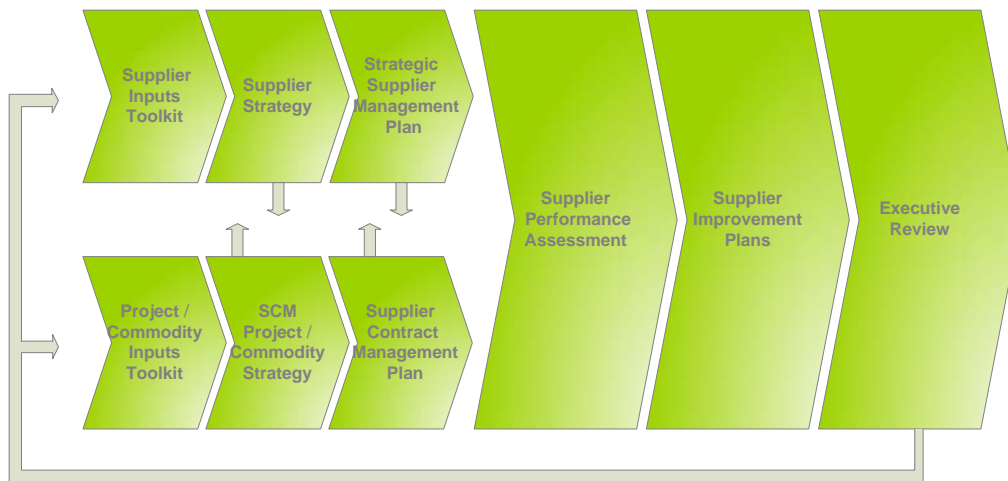 Supplier
Inputs
Toolkit
Supplier
Strategy
Strategic
Supplier
Management
Plan
Supplier
Performance
Assessment
Supplier
Improvement
Plans
Executive
Review
Project /
Commodity
Inputs
Toolkit
SCM
Project /
Commodity
Strategy
Supplier
Contract
Management
Plan